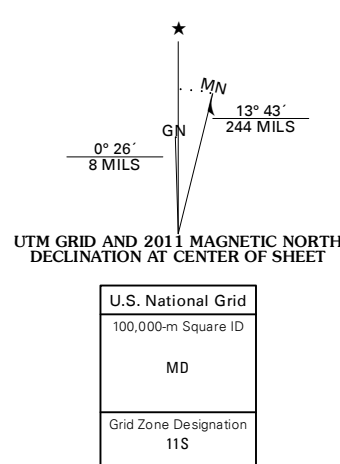 ★
MN
GN
13° 43´
244 MILS
0° 26´
8 MILS
UTM GRID AND 2011 MAGNETIC NORTH
DECLINATION AT CENTER OF SHEET
U.S. National Grid
100,000-m Square ID
MD
Grid Zone Designation
11S